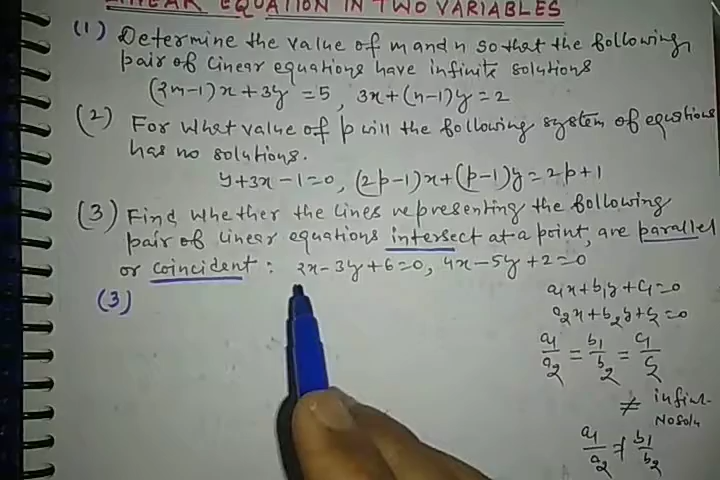 LINEAR EQUATION IN TWO VARIABLES
(1) Determine the value of m and n so that the following
pair of linear equations have infinite solutions
(2m-1)x+3y=5, 3x+(n-1)y=2
(2) For what value of p will the following system of equations
has no solutions.
y+3x-1=0, (2p-1)x+(p-1)y=2p+1
(3) Find whether the lines representing the following
pair of linear equations intersect at a point, are parallel
or coincident: 2x-3y+6=0, 4x-5y+2=0
(3)
a₁x+b₁y+c₁=0
a₂x+b₂y+c₂=0
a₁/a₂ = b₁/b₂ = c₁/c₂
≠ infini-
No soln
a₁/a₂ ≠ b₁/b₂